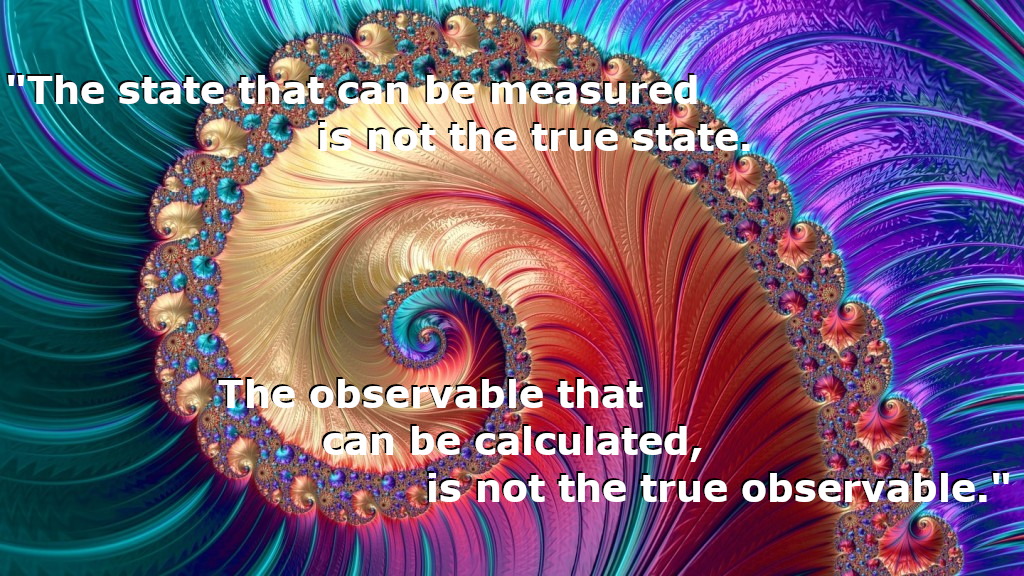 "The state that can be measured
is not the true state.
The observable that
can be calculated,
is not the true observable."